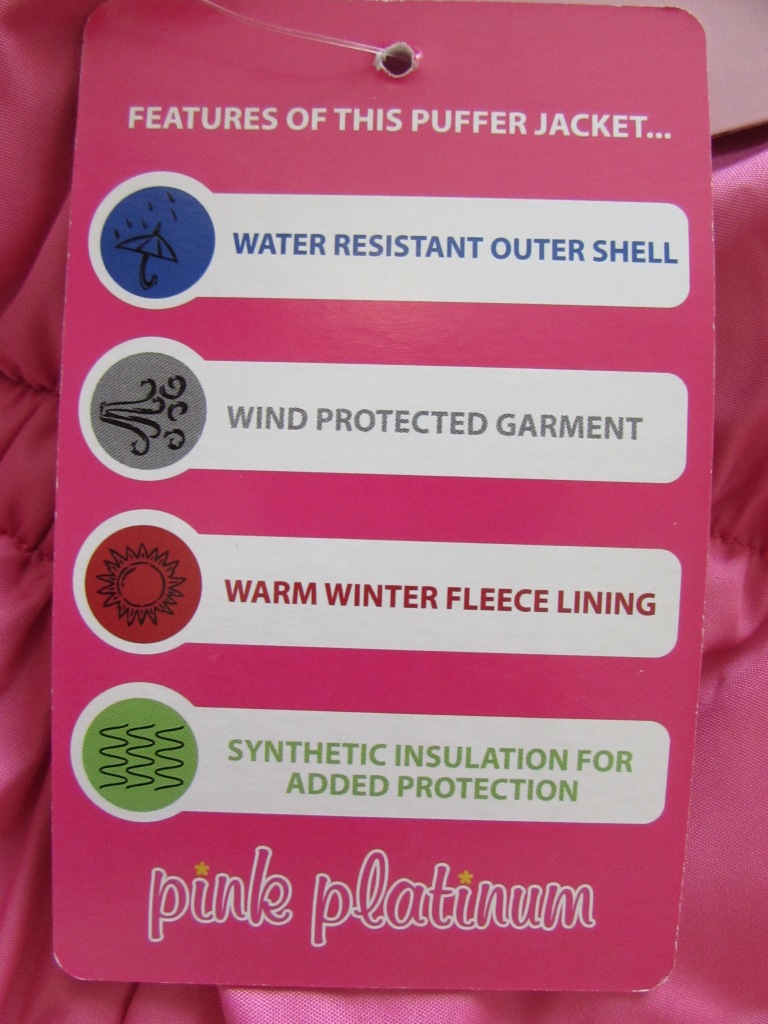 FEATURES OF THIS PUFFER JACKET...
WATER RESISTANT OUTER SHELL
WIND PROTECTED GARMENT
WARM WINTER FLEECE LINING
SYNTHETIC INSULATION FOR
ADDED PROTECTION
pink platinum